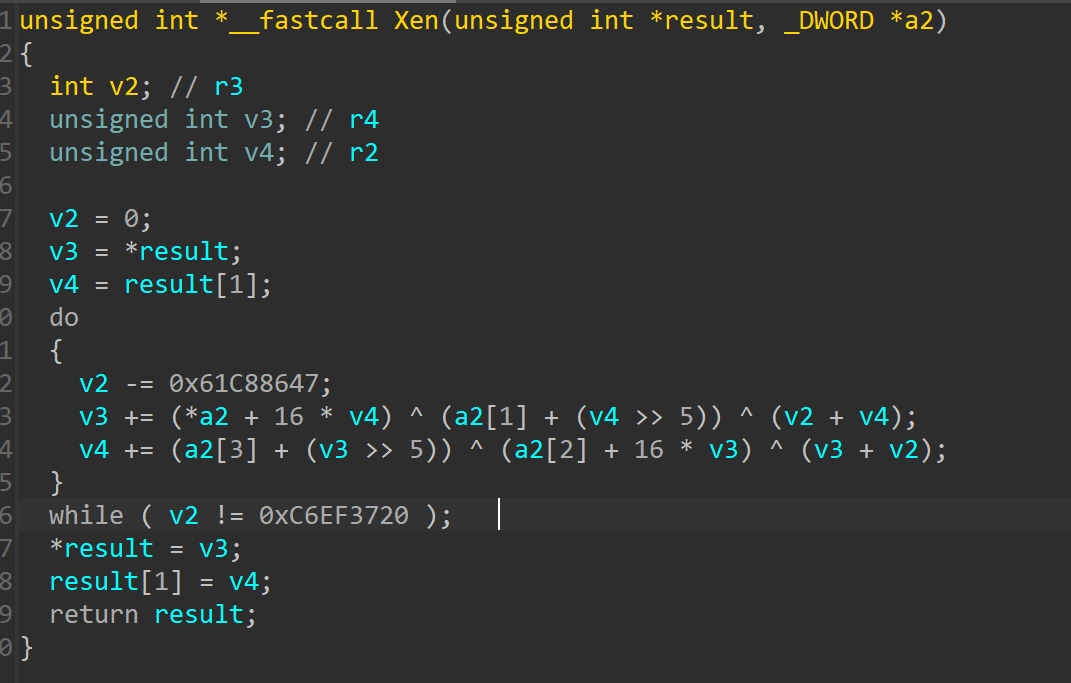 1 unsigned int *__fastcall Xen(unsigned int *result, _DWORD *a2)
2 {
3   int v2; // r3
4   unsigned int v3; // r4
5   unsigned int v4; // r2
6
7   v2 = 0;
8   v3 = *result;
9   v4 = result[1];
0   do
1   {
2     v2 -= 0x61C88647;
3     v3 += (*a2 + 16 * v4) ^ (a2[1] + (v4 >> 5)) ^ (v2 + v4);
4     v4 += (a2[3] + (v3 >> 5)) ^ (a2[2] + 16 * v3) ^ (v3 + v2);
5   }
6   while ( v2 != 0xC6EF3720 );
7   *result = v3;
8   result[1] = v4;
9   return result;
0 }